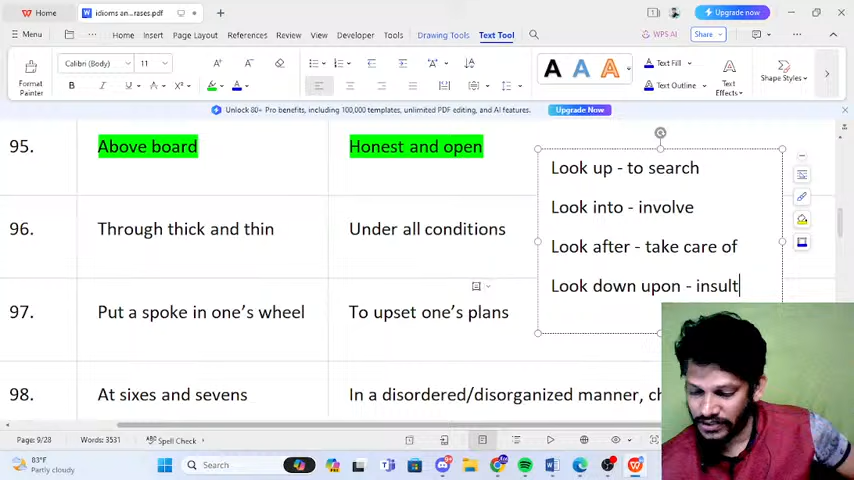 Home
idioms an...rases.pdf
Upgrade now
Menu
Home Insert Page Layout References Review View Developer Tools Drawing Tools Text Tool
WPS AI
Share
Format Painter
Calibri (Body) 11
Text Fill
Text Outline
Text Effects
Shape Styles
Unlock 80+ Pro benefits, including 100,000 templates, unlimited PDF editing, and AI features. Upgrade Now
95. Above board Honest and open
96. Through thick and thin Under all conditions
97. Put a spoke in one's wheel To upset one's plans
98. At sixes and sevens In a disordered/disorganized manner, ch
Look up - to search
Look into - involve
Look after - take care of
Look down upon - insult
Page: 9/28 Words: 3531 Spell Check
83°F
Partly cloudy
Search